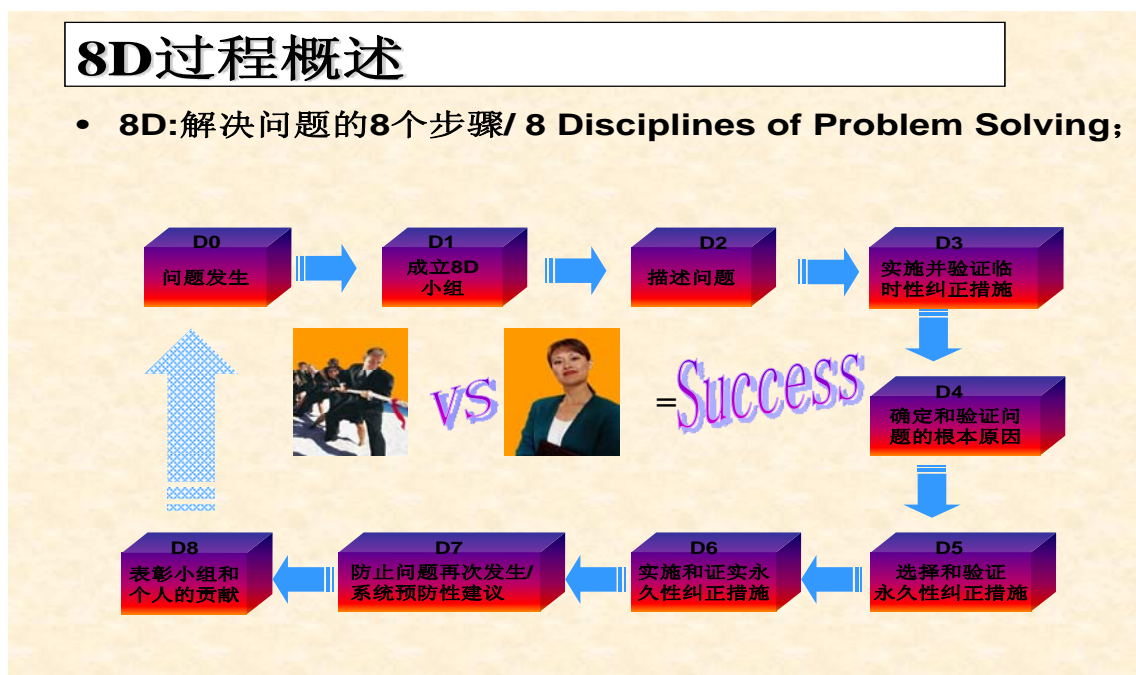 8D过程概述
• 8D:解决问题的8个步骤/ 8 Disciplines of Problem Solving；
D0
问题发生
D1
成立8D
小组
D2
描述问题
D3
实施并验证临
时性纠正措施
VS
=Success
D4
确定和验证问
题的根本原因
D5
选择和验证
永久性纠正措施
D6
实施和证实永
久性纠正措施
D7
防止问题再次发生/
系统预防性建议
D8
表彰小组和
个人的贡献